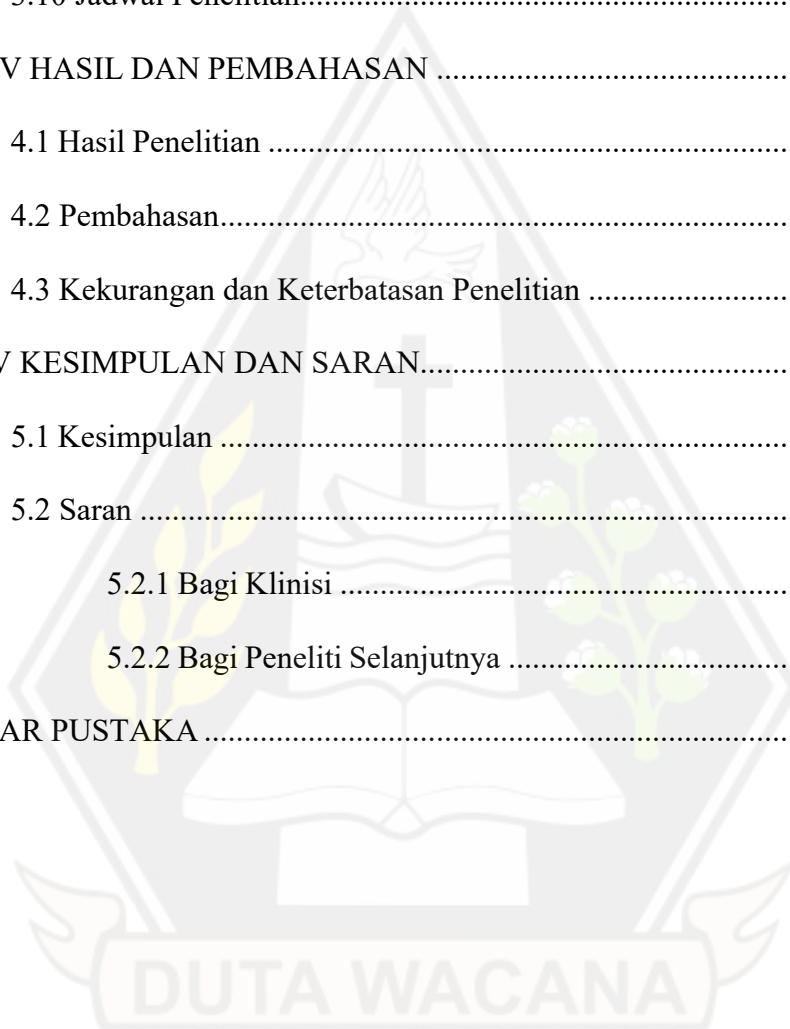 3.10 Jadwal Penelitian.......................................................................
V HASIL DAN PEMBAHASAN .............................................
4.1 Hasil Penelitian ...................................................................
4.2 Pembahasan.........................................................................
4.3 Kekurangan dan Keterbatasan Penelitian ..........................
V KESIMPULAN DAN SARAN...............................................
5.1 Kesimpulan .........................................................................
5.2 Saran ...................................................................................
5.2.1 Bagi Klinisi .........................................................
5.2.2 Bagi Peneliti Selanjutnya ...................................
AR PUSTAKA ...........................................................................
DUTA WACANA